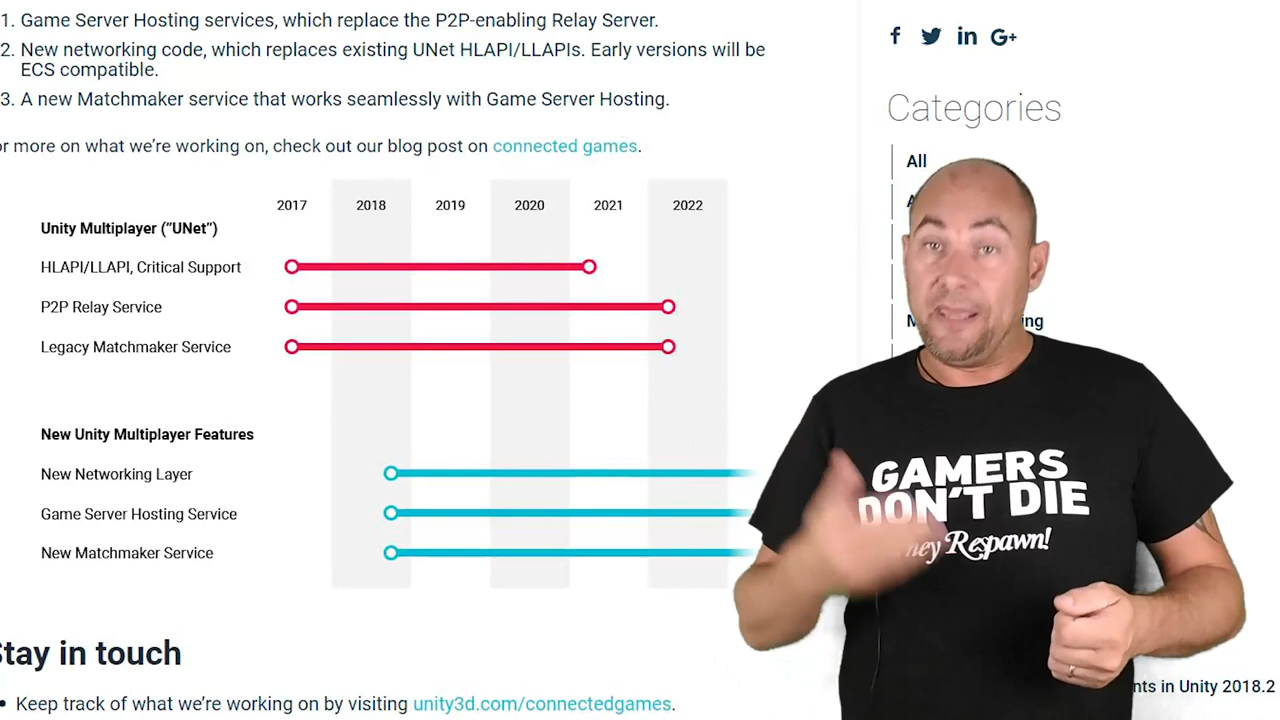 1. Game Server Hosting services, which replace the P2P-enabling Relay Server.
2. New networking code, which replaces existing UNet HLAPI/LLAPIs. Early versions will be
ECS compatible.
3. A new Matchmaker service that works seamlessly with Game Server Hosting.
or more on what we're working on, check out our blog post on connected games.
2017 2018 2019 2020 2021 2022
Unity Multiplayer ("UNet")
HLAPI/LLAPI, Critical Support
P2P Relay Service
Legacy Matchmaker Service
New Unity Multiplayer Features
New Networking Layer
Game Server Hosting Service
New Matchmaker Service
Stay in touch
• Keep track of what we're working on by visiting unity3d.com/connectedgames.
f in G+
Categories
All
GAMERS
DON'T DIE
Respawn!
nts in Unity 2018.2